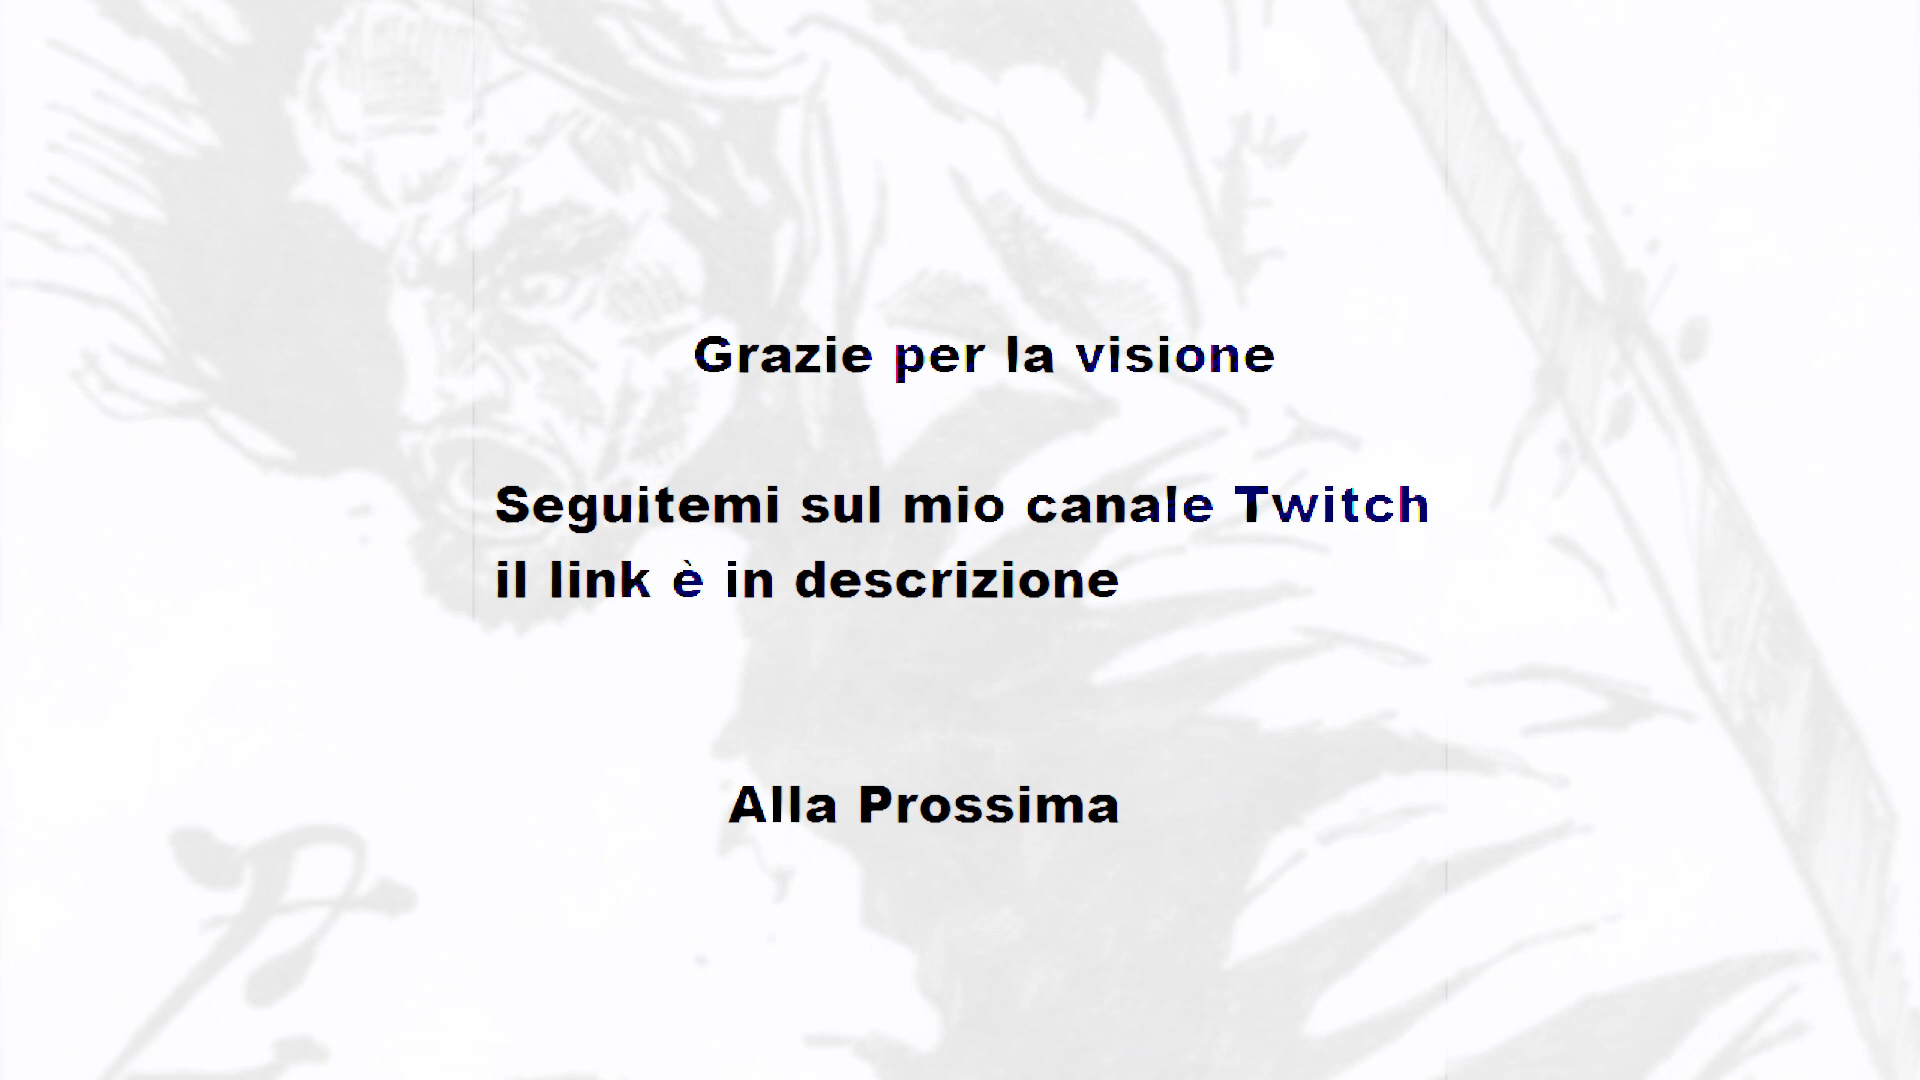 Grazie per la visione
Seguitemi sul mio canale Twitch
il link è in descrizione
Alla Prossima